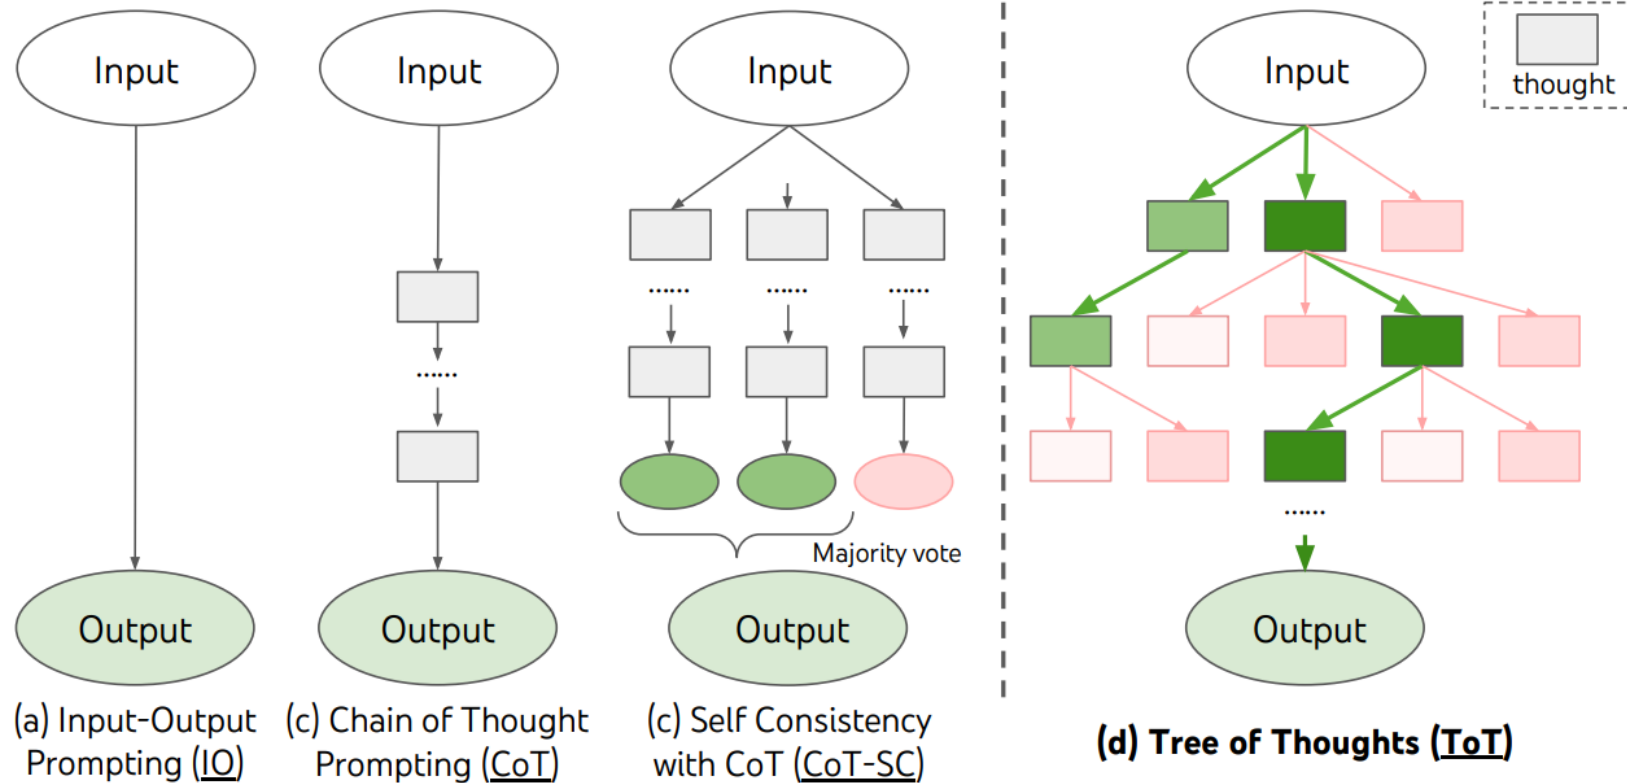 Input
Input
Input
Input
thought
......
......
......
......
......
Majority vote
Output
Output
Output
Output
(a) Input-Output
Prompting (IO)
(c) Chain of Thought
Prompting (CoT)
(c) Self Consistency
with CoT (CoT-SC)
(d) Tree of Thoughts (ToT)